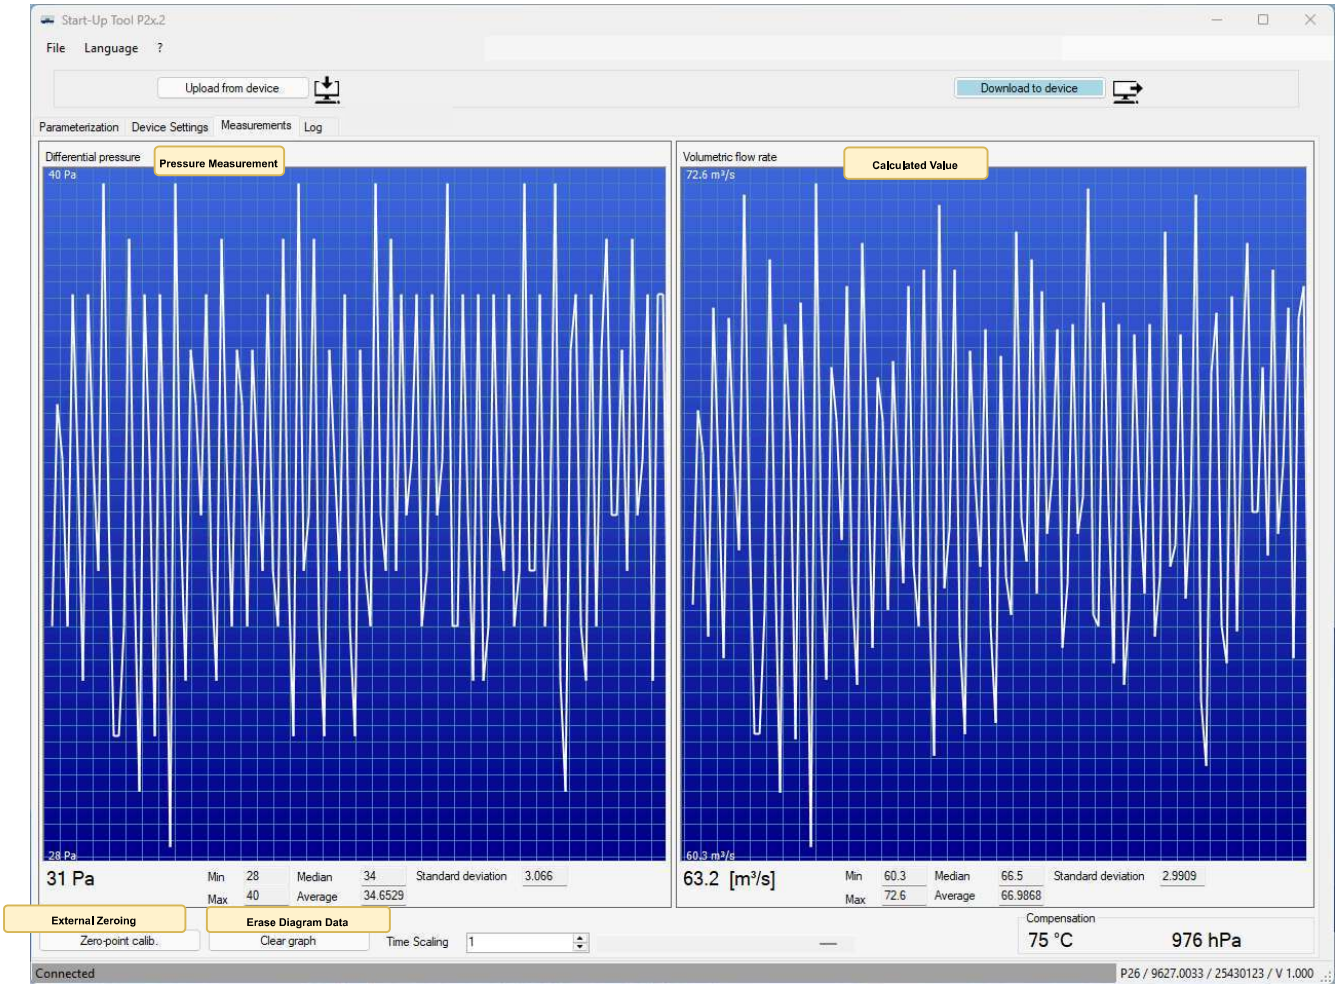 Start-Up Tool P2x.2
File Language ?
Upload from device
Download to device
Parameterization Device Settings Measurements Log
Differential pressure
Pressure Measurement
40 Pa
28 Pa
31 Pa
Min 28 Median 34 Standard deviation 3.066
Max 40 Average 34.6529
Volumetric flow rate
Calculated Value
72.6 m³/s
60.3 m³/s
63.2 [m³/s]
Min 60.3 Median 66.5 Standard deviation 2.9909
Max 72.6 Average 66.9868
External Zeroing
Erase Diagram Data
Zero-point calib.
Clear graph
Time Scaling 1
Compensation
75 °C 976 hPa
Connected
P26 / 9627.0033 / 25430123 / V 1.000